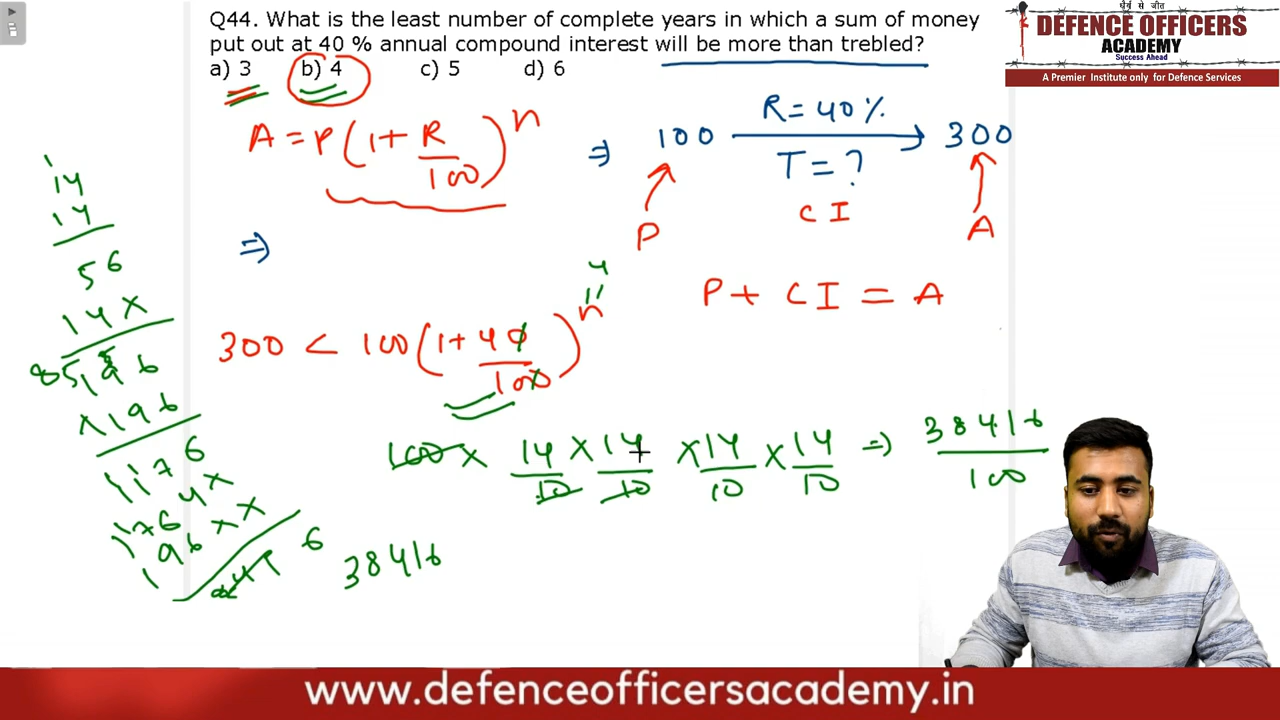 Q44. What is the least number of complete years in which a sum of money
put out at 40 % annual compound interest will be more than trebled?
a) 3 b) 4 c) 5 d) 6
शौर्य से जीत
DEFENCE OFFICERS
ACADEMY
Success Ahead
A Premier Institute only for Defence Services
A = P(1 + R/100)^n
⇒ 100 R = 40% → 300
T = ?
CI
P
A
P + CI = A
⇒
4
300 < 100(1 + 40/100)^n
100 × 14/10 × 14/10 × 14/10 × 14/10 ⇒ 38416/100
1
14
14
56
14×
196
×196
1176
1764×
196××
6 38416
www.defenceofficersacademy.in